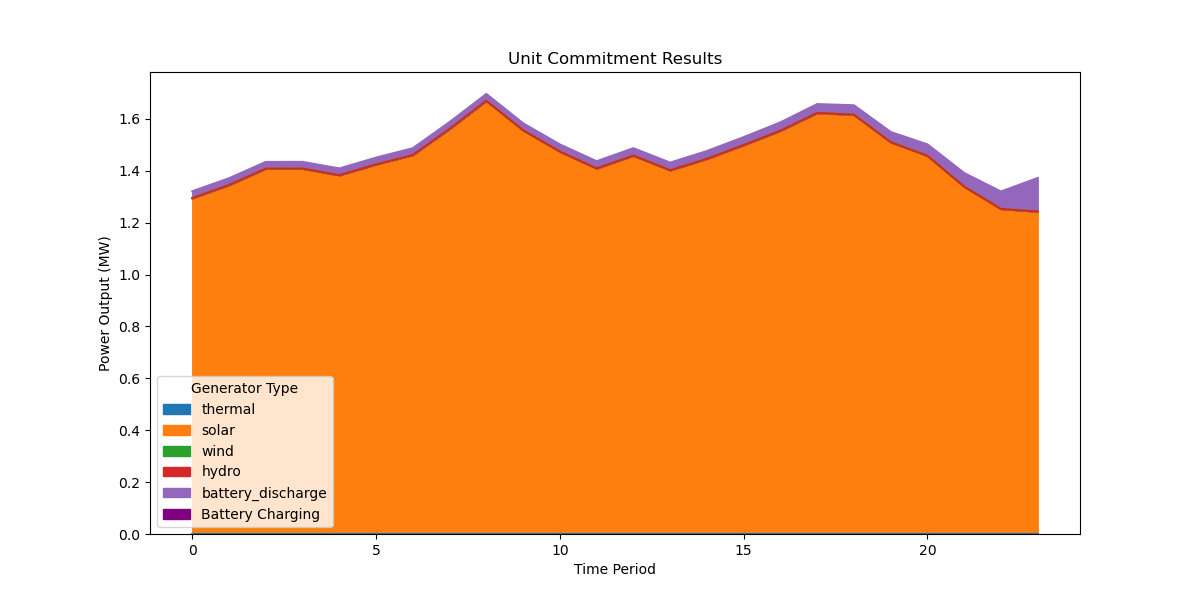 Unit Commitment Results
Power Output (MW)
1.6
1.4
1.2
1.0
0.8
0.6
0.4
0.2
0.0
Generator Type
thermal
solar
wind
hydro
battery_discharge
Battery Charging
0 5 10 15 20
Time Period